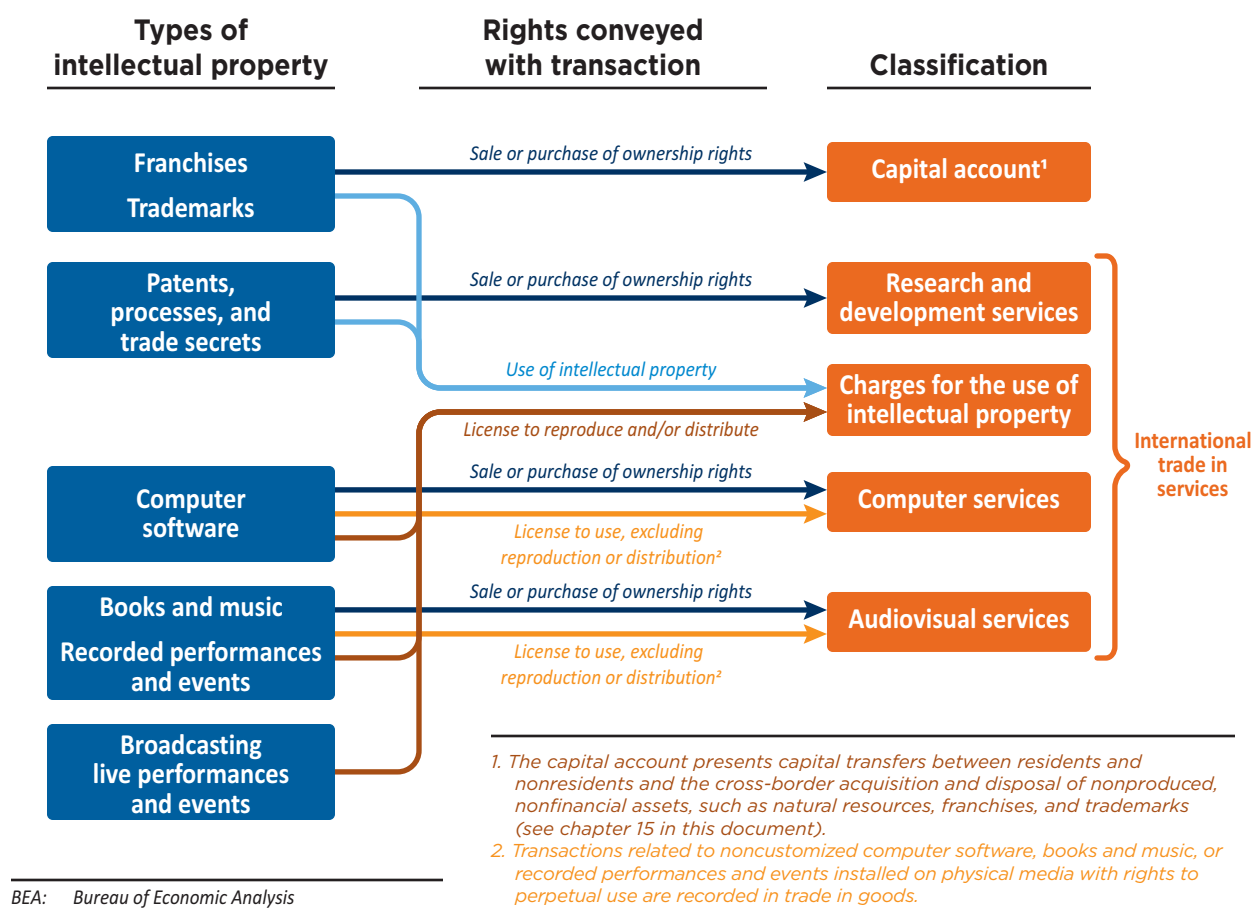 Types of
intellectual property
Rights conveyed
with transaction
Classification
Franchises
Trademarks
Sale or purchase of ownership rights
Capital account¹
Patents,
processes, and
trade secrets
Sale or purchase of ownership rights
Research and
development services
Use of intellectual property
Charges for the use of
intellectual property
License to reproduce and/or distribute
International
trade in
services
Computer
software
Sale or purchase of ownership rights
Computer services
License to use, excluding
reproduction or distribution²
Books and music
Recorded performances
and events
Sale or purchase of ownership rights
Audiovisual services
License to use, excluding
reproduction or distribution²
Broadcasting
live performances
and events
1. The capital account presents capital transfers between residents and
nonresidents and the cross-border acquisition and disposal of nonproduced,
nonfinancial assets, such as natural resources, franchises, and trademarks
(see chapter 15 in this document).
2. Transactions related to noncustomized computer software, books and music, or
recorded performances and events installed on physical media with rights to
perpetual use are recorded in trade in goods.
BEA: Bureau of Economic Analysis